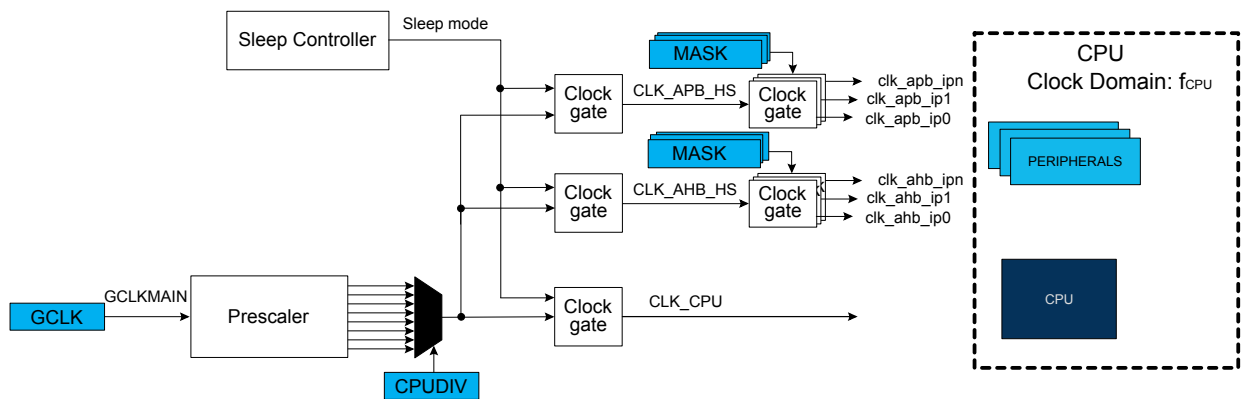 Sleep Controller
Sleep mode
MASK
Clock
gate
CLK_APB_HS
Clock
gate
clk_apb_ipn
clk_apb_ip1
clk_apb_ip0
MASK
Clock
gate
CLK_AHB_HS
Clock
gate
clk_ahb_ipn
clk_ahb_ip1
clk_ahb_ip0
GCLK
GCLKMAIN
Prescaler
CPUDIV
Clock
gate
CLK_CPU
CPU
Clock Domain: fCPU
PERIPHERALS
CPU